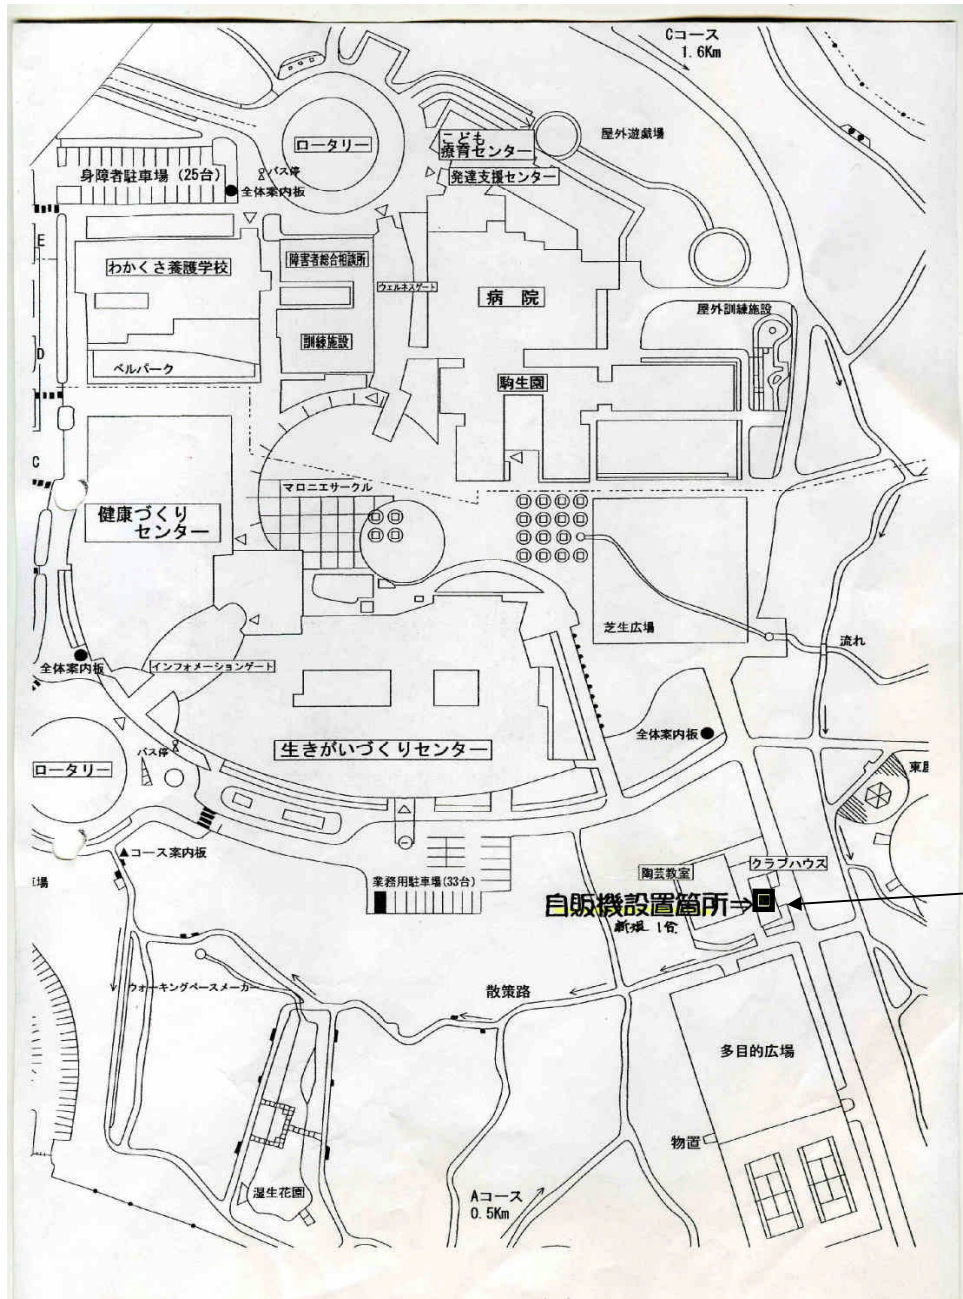 Cコース
1.6Km
ロータリー
こども
療育センター
屋外遊戯場
発達支援センター
バス停
身障者駐車場 (25台)
全体案内板
E
わかくさ養護学校
障害者総合相談所
ウェルネスゲート
病 院
屋外訓練施設
訓練施設
D
ベルパーク
駒生園
C
マロニエサークル
健康づくり
センター
芝生広場
流れ
全体案内板
インフォメーションゲート
全体案内板
バス停
生きがいづくりセンター
ロータリー
コース案内板
クラブハウス
陶芸教室
業務用駐車場(33台)
自販機設置箇所⇒
新規 1台
ウォーキングペースメーカー
散策路
多目的広場
物置
湿生花園
Aコース
0.5Km